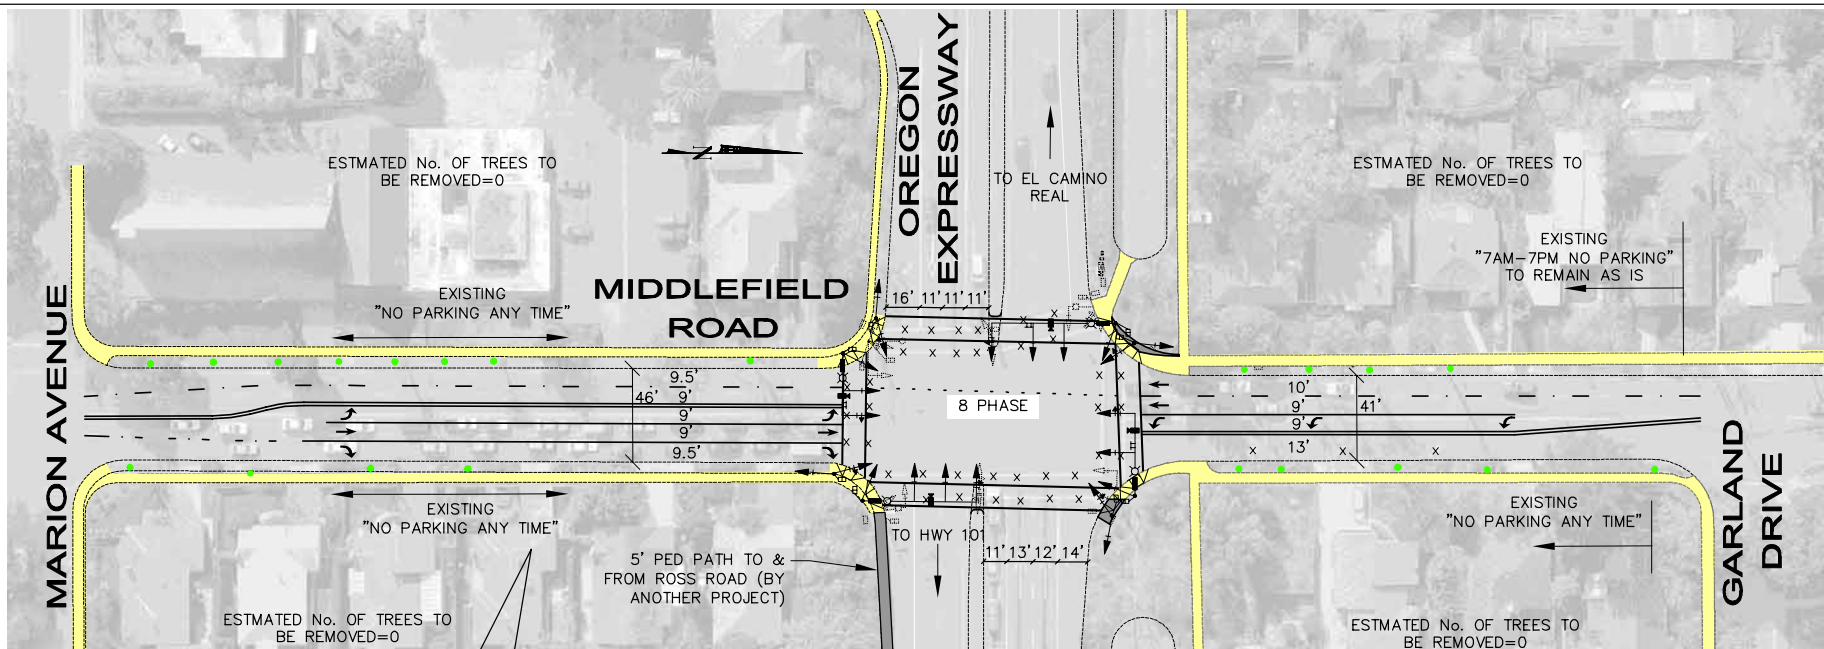 OREGON
EXPRESSWAY
ESTMATED No. OF TREES TO
BE REMOVED=0
TO EL CAMINO
REAL
ESTMATED No. OF TREES TO
BE REMOVED=0
EXISTING
"7AM-7PM NO PARKING"
TO REMAIN AS IS
MARION AVENUE
EXISTING
"NO PARKING ANY TIME"
MIDDLEFIELD
ROAD
16' 11' 11' 11'
9.5'
46' 9'
9'
9'
9.5'
8 PHASE
10'
9' 41'
9'
13'
GARLAND
DRIVE
EXISTING
"NO PARKING ANY TIME"
EXISTING
"NO PARKING ANY TIME"
TO HWY 101
11' 13' 12' 14'
5' PED PATH TO &
FROM ROSS ROAD (BY
ANOTHER PROJECT)
ESTMATED No. OF TREES TO
BE REMOVED=0
ESTMATED No. OF TREES TO
BE REMOVED=0